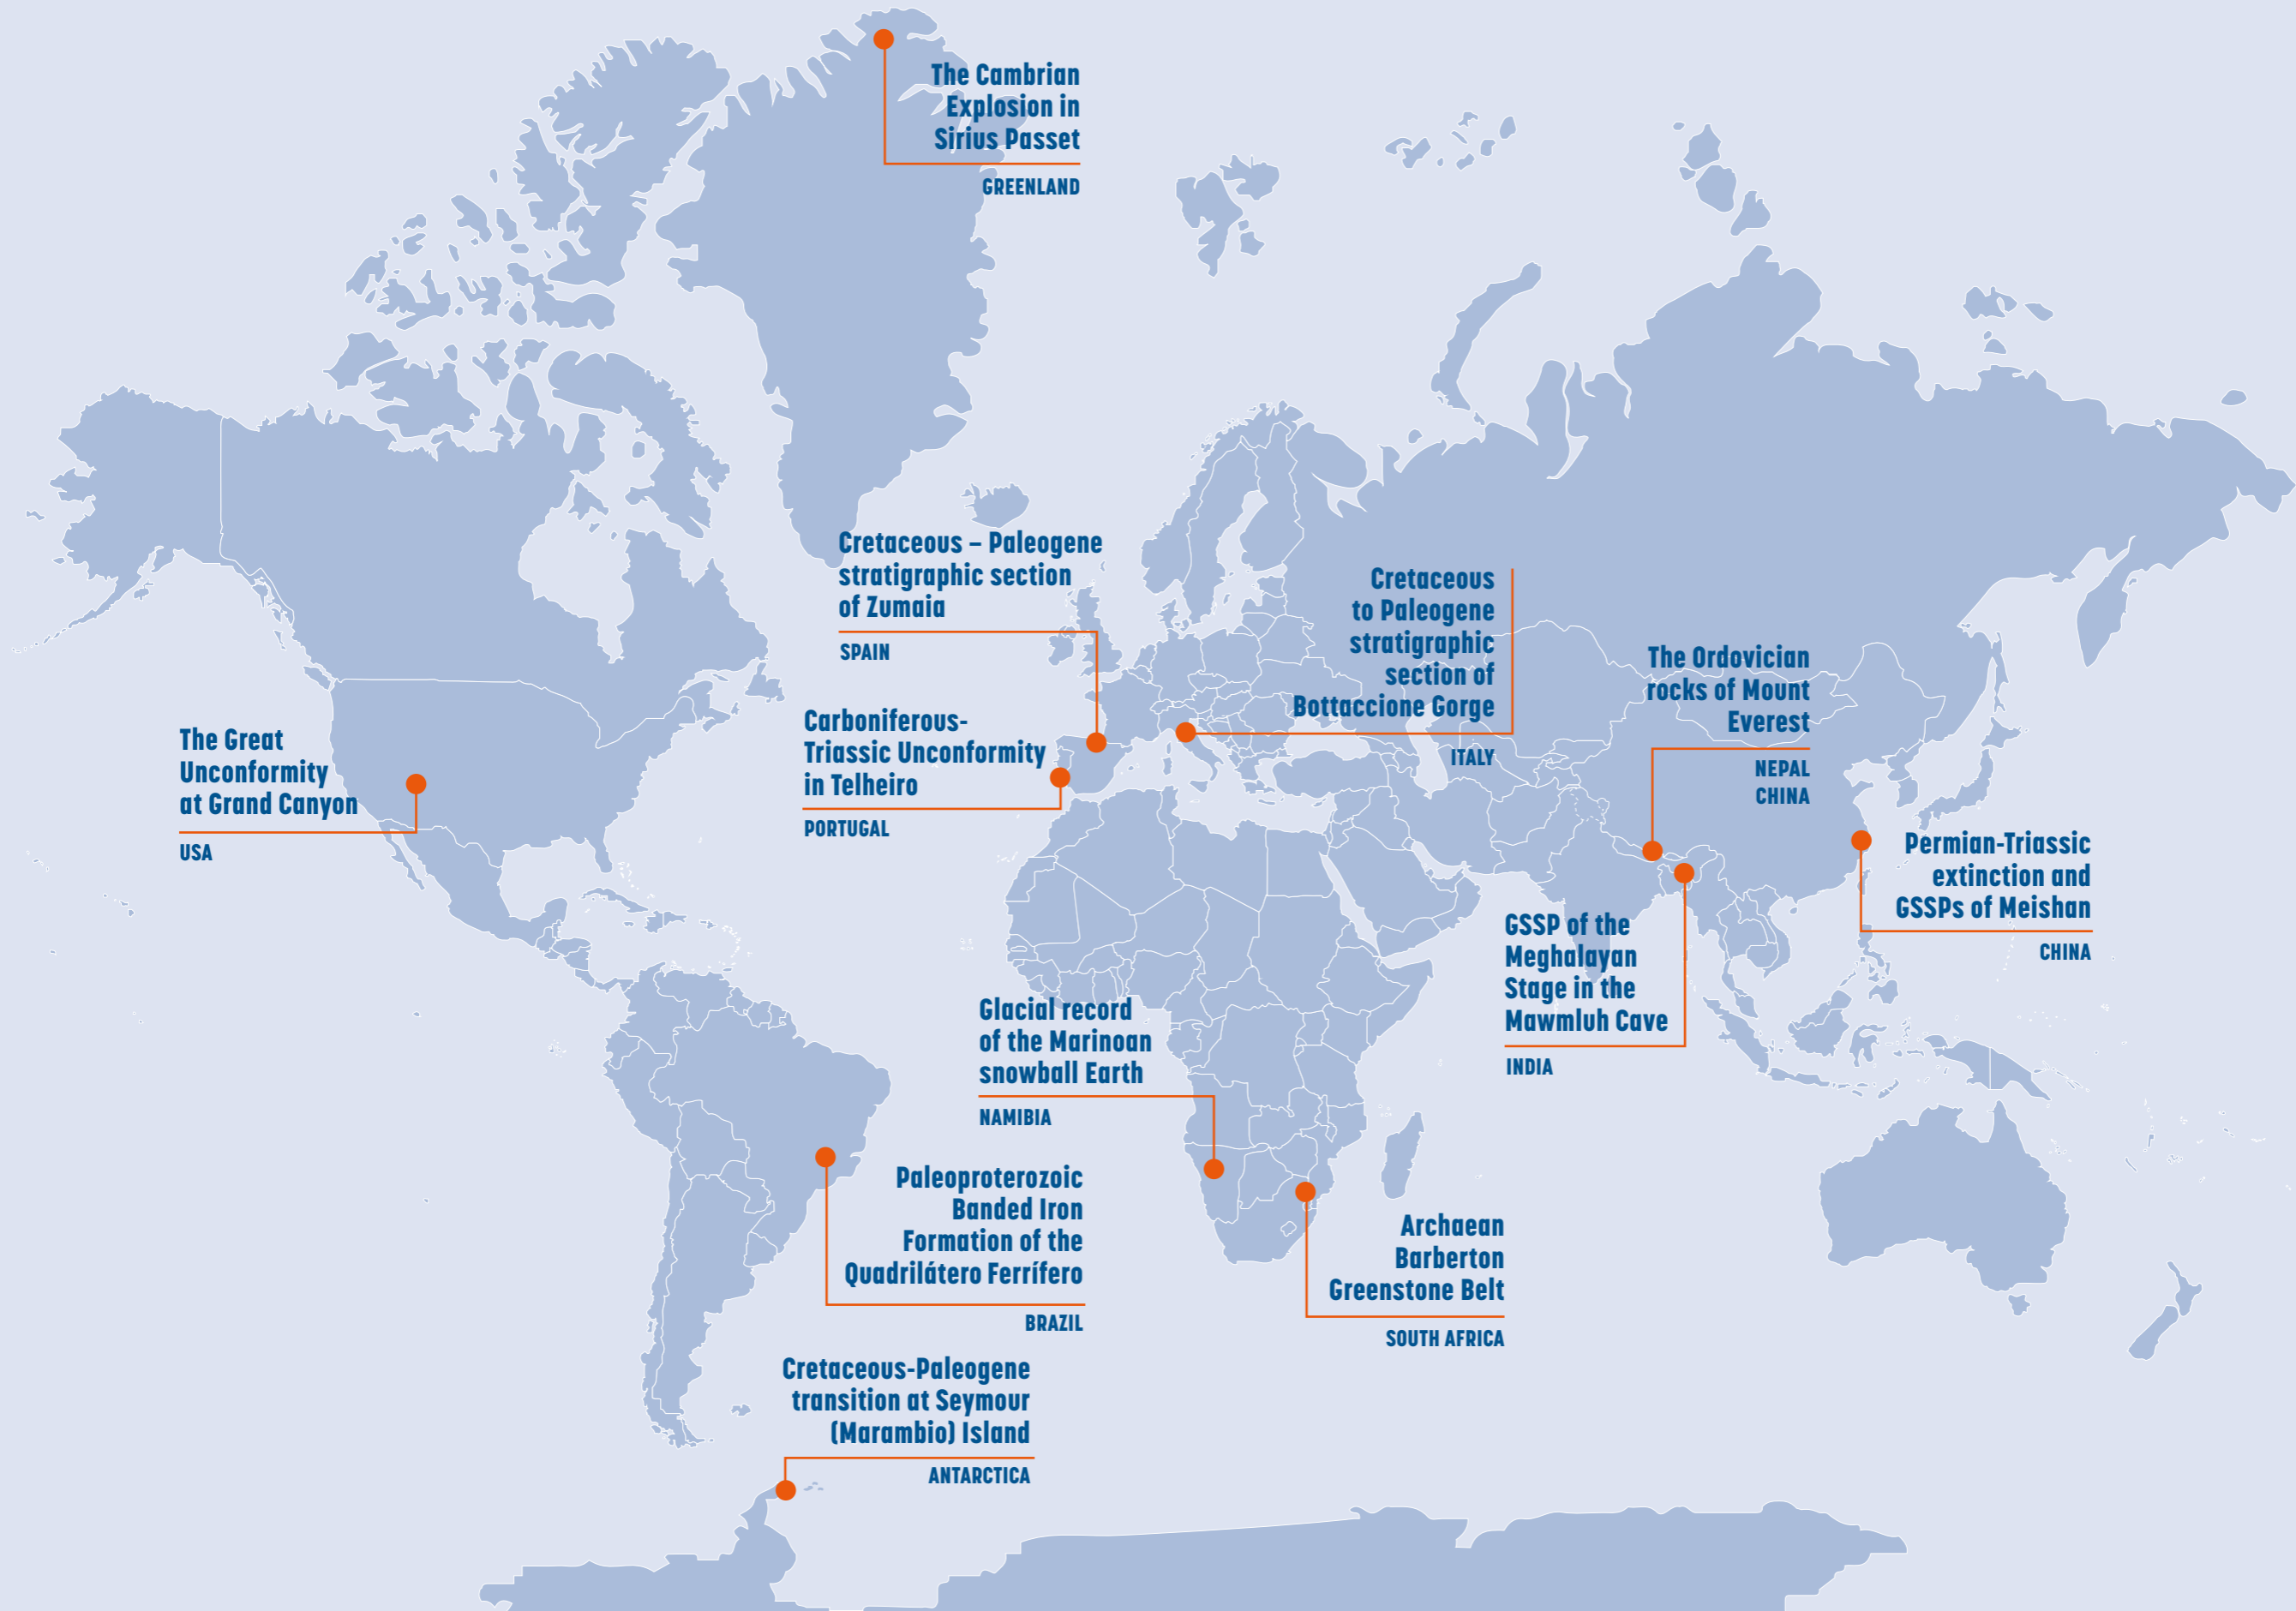 The Cambrian
Explosion in
Sirius Passet
GREENLAND
Cretaceous – Paleogene
stratigraphic section
of Zumaia
SPAIN
Cretaceous
to Paleogene
stratigraphic
section of
Bottaccione Gorge
ITALY
The Ordovician
rocks of Mount
Everest
NEPAL
CHINA
The Great
Unconformity
at Grand Canyon
USA
Carboniferous-
Triassic Unconformity
in Telheiro
PORTUGAL
Permian-Triassic
extinction and
GSSPs of Meishan
CHINA
GSSP of the
Meghalayan
Stage in the
Mawmluh Cave
INDIA
Glacial record
of the Marinoan
snowball Earth
NAMIBIA
Paleoproterozoic
Banded Iron
Formation of the
Quadrilátero Ferrífero
BRAZIL
Archaean
Barberton
Greenstone Belt
SOUTH AFRICA
Cretaceous-Paleogene
transition at Seymour
(Marambio) Island
ANTARCTICA